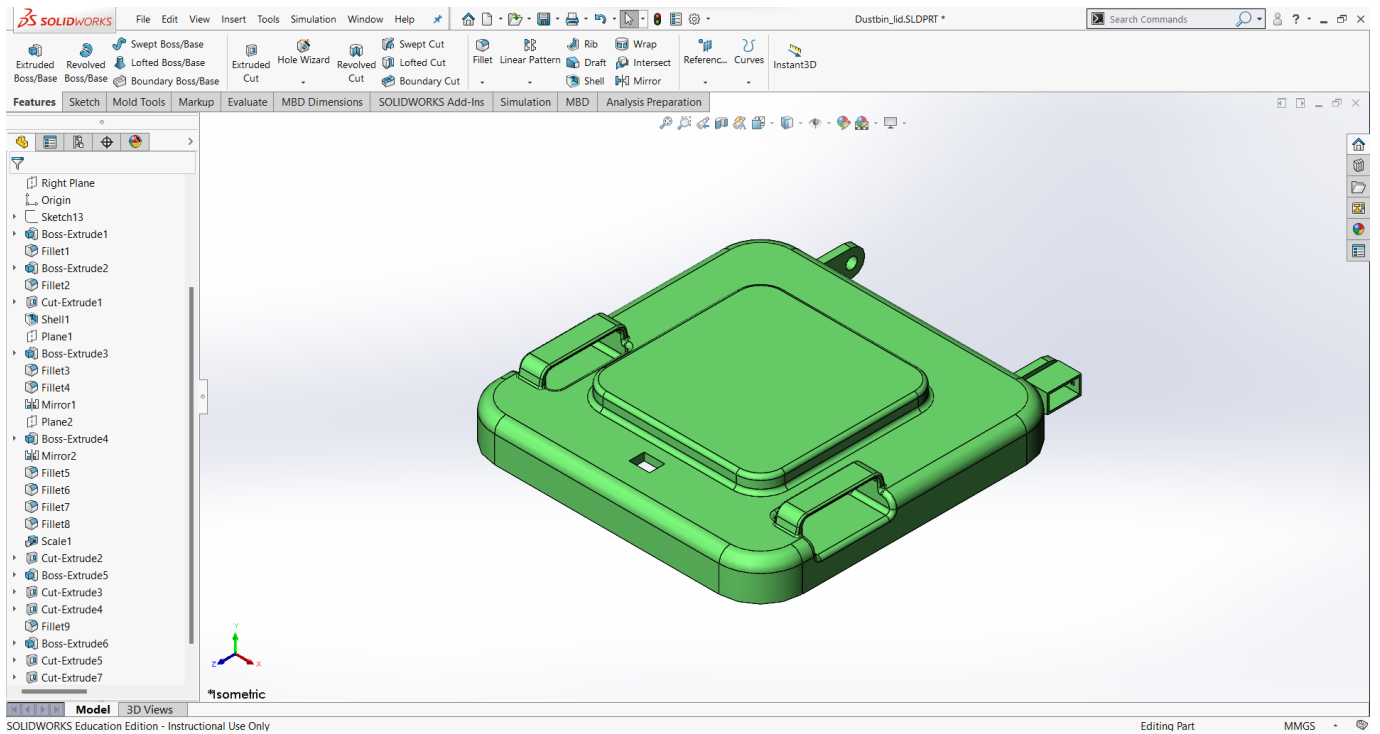 SOLIDWORKS File Edit View Insert Tools Simulation Window Help Dustbin_lid.SLDPRT * Search Commands ?
Extruded Boss/Base Revolved Boss/Base Swept Boss/Base Lofted Boss/Base Boundary Boss/Base Extruded Cut Hole Wizard Revolved Cut Swept Cut Lofted Cut Boundary Cut Fillet Linear Pattern Rib Draft Shell Wrap Intersect Mirror Referenc... Curves Instant3D
Features Sketch Mold Tools Markup Evaluate MBD Dimensions SOLIDWORKS Add-Ins Simulation MBD Analysis Preparation
Right Plane
Origin
Sketch13
Boss-Extrude1
Fillet1
Boss-Extrude2
Fillet2
Cut-Extrude1
Shell1
Plane1
Boss-Extrude3
Fillet3
Fillet4
Mirror1
Plane2
Boss-Extrude4
Mirror2
Fillet5
Fillet6
Fillet7
Fillet8
Scale1
Cut-Extrude2
Boss-Extrude5
Cut-Extrude3
Cut-Extrude4
Fillet9
Boss-Extrude6
Cut-Extrude5
Cut-Extrude7
Y
Z X
*Isometric
Model 3D Views
SOLIDWORKS Education Edition - Instructional Use Only Editing Part MMGS